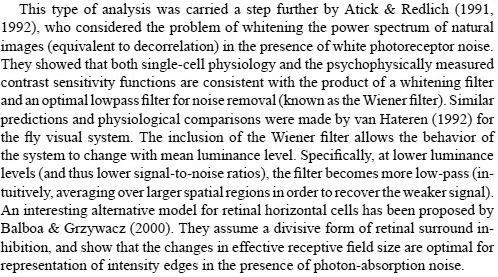 This type of analysis was carried a step further by Atick & Redlich (1991,
1992), who considered the problem of whitening the power spectrum of natural
images (equivalent to decorrelation) in the presence of white photoreceptor noise.
They showed that both single-cell physiology and the psychophysically measured
contrast sensitivity functions are consistent with the product of a whitening filter
and an optimal lowpass filter for noise removal (known as the Wiener filter). Similar
predictions and physiological comparisons were made by van Hateren (1992) for
the fly visual system. The inclusion of the Wiener filter allows the behavior of
the system to change with mean luminance level. Specifically, at lower luminance
levels (and thus lower signal-to-noise ratios), the filter becomes more low-pass (in-
tuitively, averaging over larger spatial regions in order to recover the weaker signal).
An interesting alternative model for retinal horizontal cells has been proposed by
Balboa & Grzywacz (2000). They assume a divisive form of retinal surround in-
hibition, and show that the changes in effective receptive field size are optimal for
representation of intensity edges in the presence of photon-absorption noise.